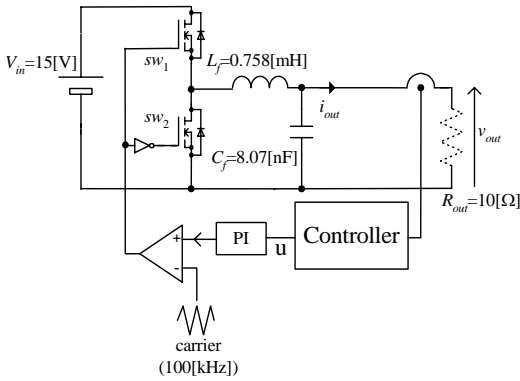 V_in=15[V]
sw_1
L_f=0.758[mH]
i_out
sw_2
C_f=8.07[nF]
v_out
R_out=10[Ω]
+
-
PI
u
Controller
carrier
(100[kHz])